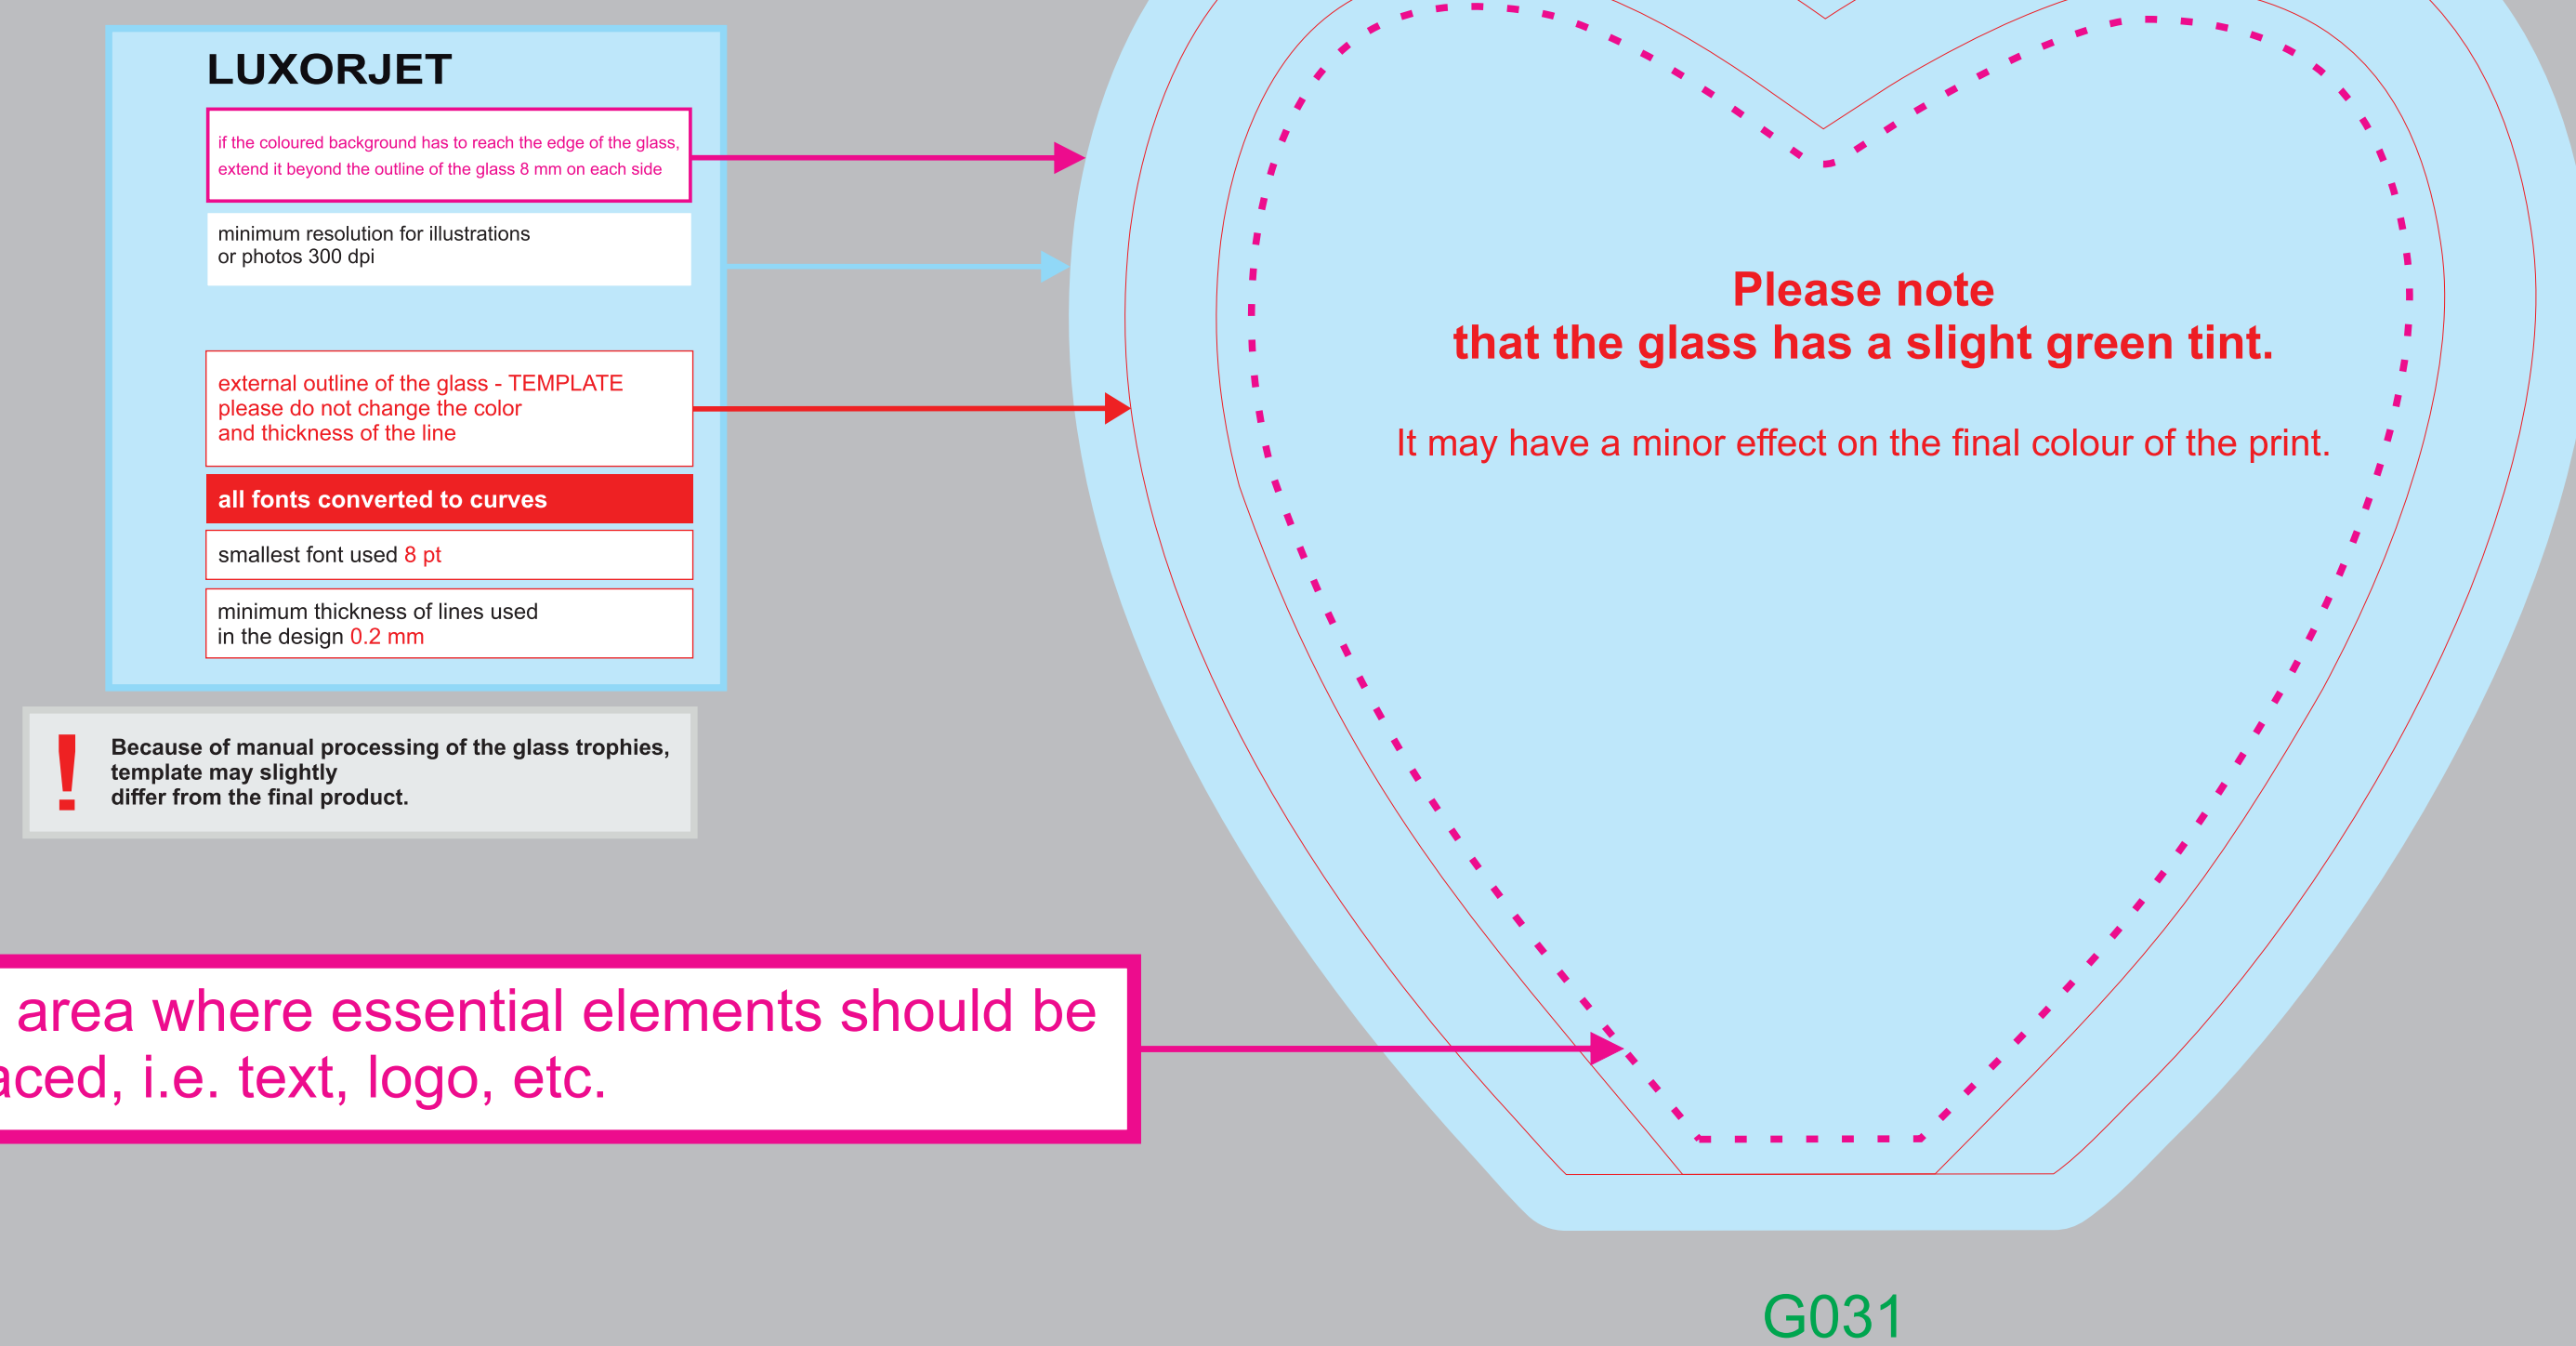 LUXORJET
if the coloured background has to reach the edge of the glass,
extend it beyond the outline of the glass 8 mm on each side
minimum resolution for illustrations
or photos 300 dpi
external outline of the glass - TEMPLATE
please do not change the color
and thickness of the line
all fonts converted to curves
smallest font used 8 pt
minimum thickness of lines used
in the design 0.2 mm
! Because of manual processing of the glass trophies,
template may slightly
differ from the final product.
area where essential elements should be
aced, i.e. text, logo, etc.
Please note
that the glass has a slight green tint.
It may have a minor effect on the final colour of the print.
G031